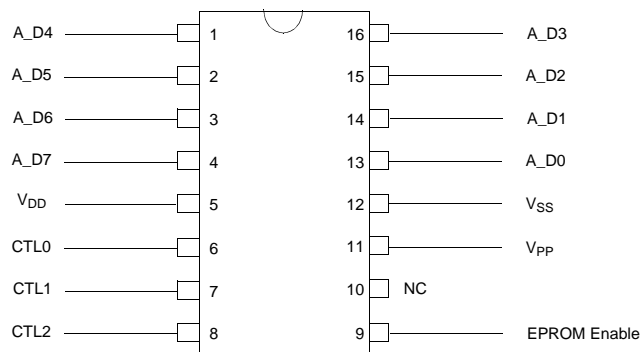 A_D4 1 16 A_D3
A_D5 2 15 A_D2
A_D6 3 14 A_D1
A_D7 4 13 A_D0
VDD 5 12 VSS
CTL0 6 11 VPP
CTL1 7 10 NC
CTL2 8 9 EPROM Enable